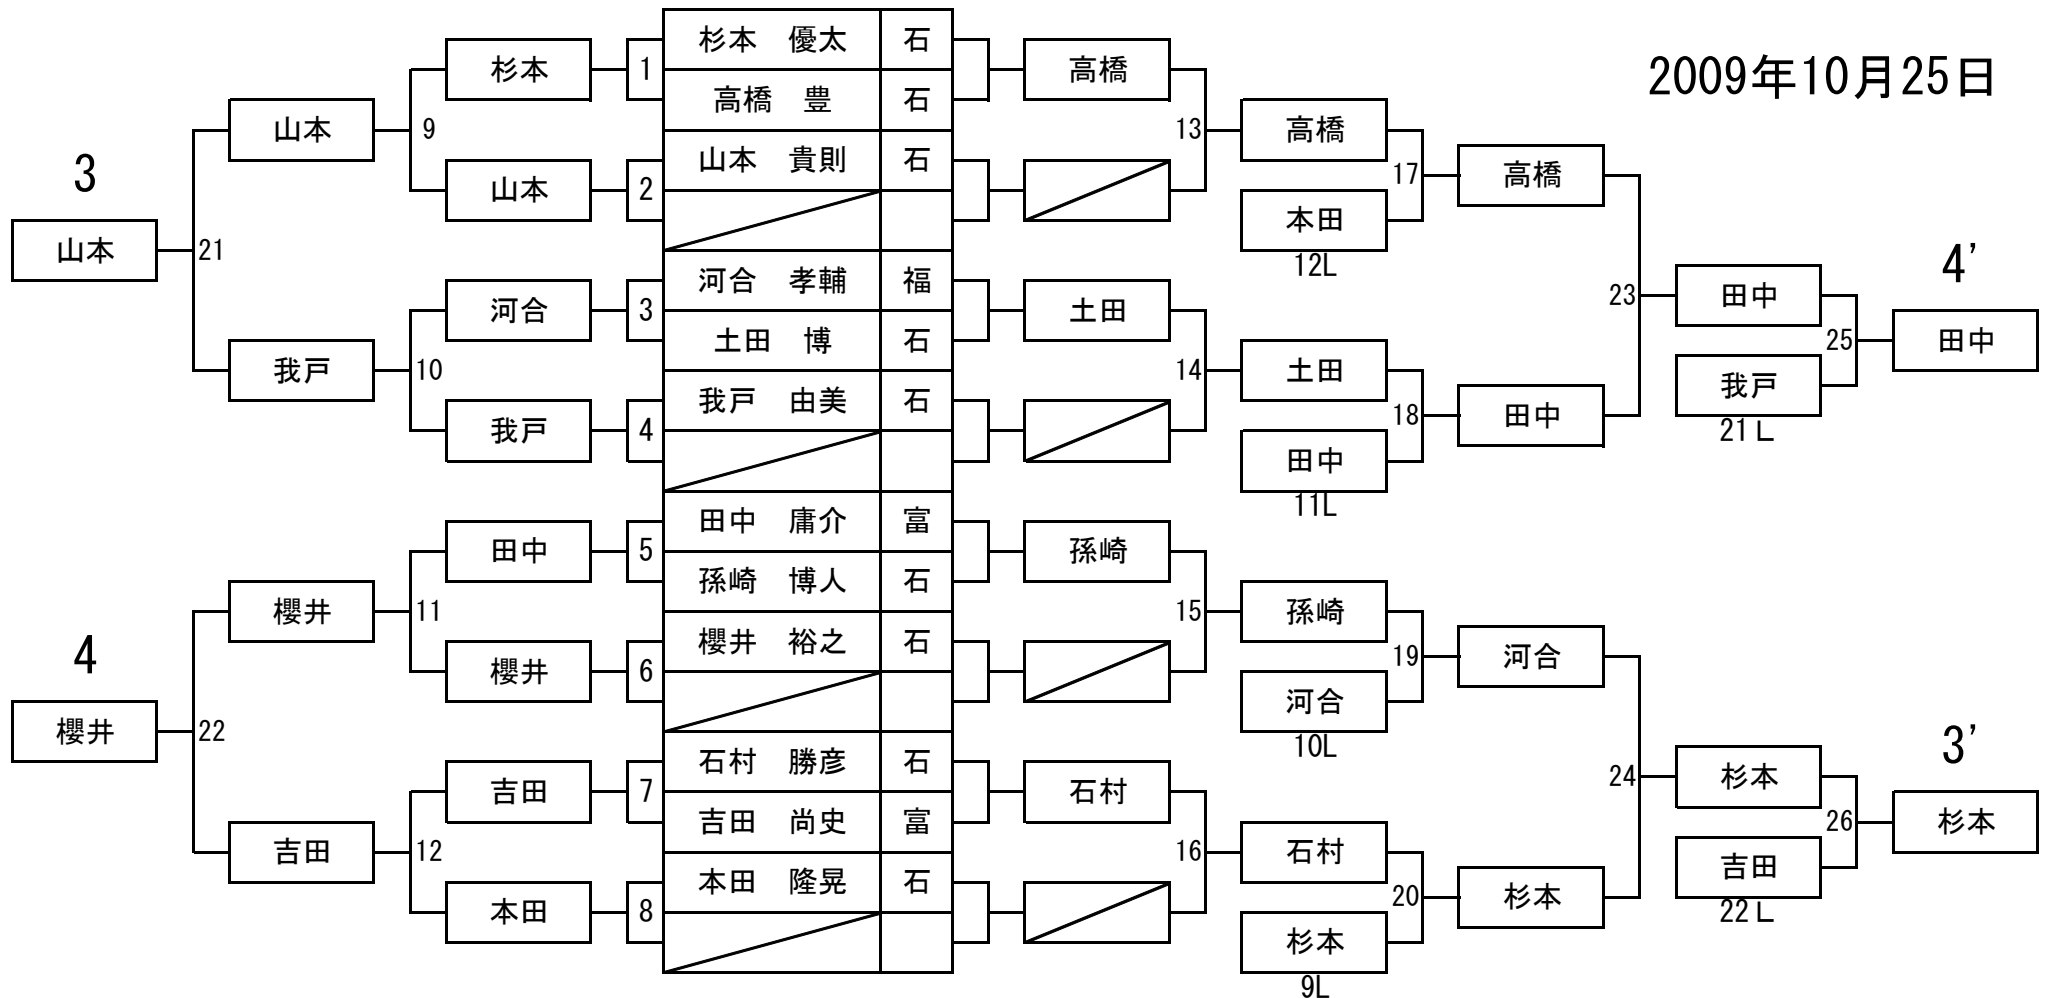 杉本　優太 石
杉本 1 高橋
2009年10月25日
高橋　豊 石
山本 9 13 高橋
山本　貴則 石
3 17 高橋
山本 2
本田
山本 21 12L
河合　孝輔 福
4'
河合 3 土田 23 田中
土田　博 石
25 田中
我戸 10 14 土田
我戸　由美 石 我戸
18 田中
我戸 4 21L
田中
11L
田中　庸介 富
田中 5 孫崎
孫崎　博人 石
櫻井 11 15 孫崎
櫻井　裕之 石
4 19 河合
櫻井 6
河合
櫻井 22 10L
3'
石村　勝彦 石
24 杉本
吉田 7 石村
吉田　尚史 富 26 杉本
吉田 12 16 石村
吉田
本田　隆晃 石
20 杉本
本田 8 22L
杉本
9L